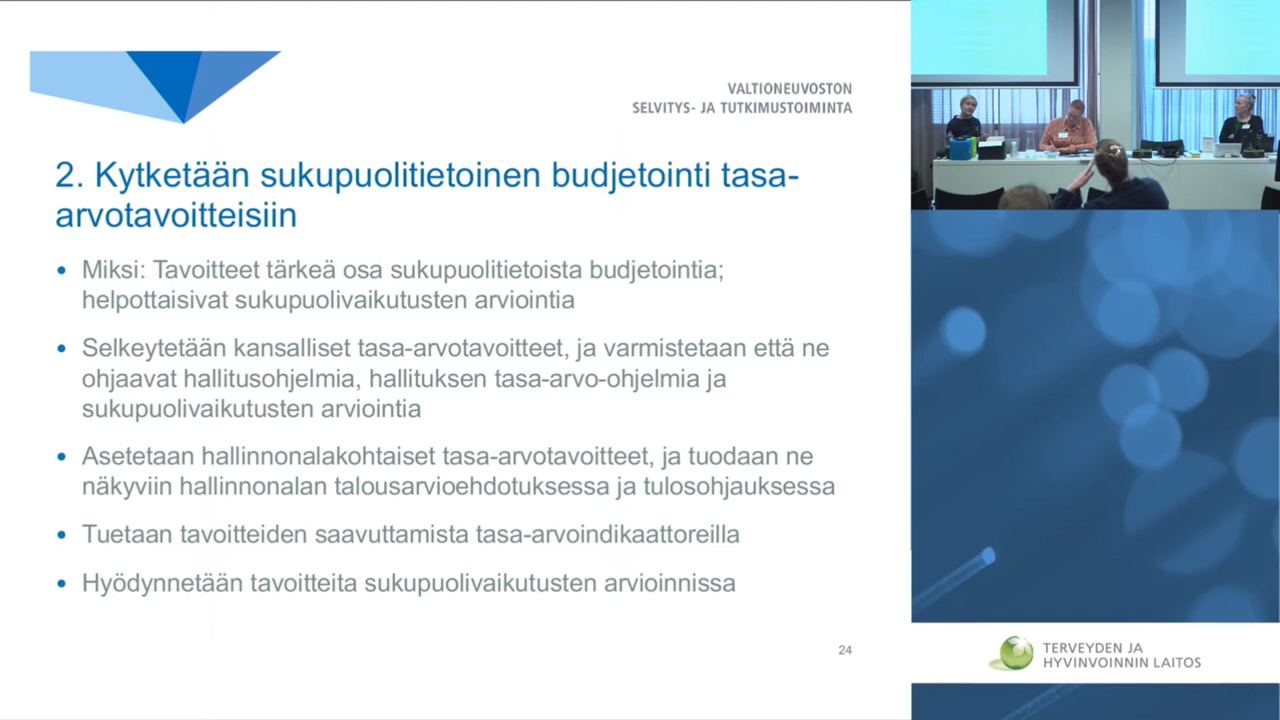 VALTIONEUVOSTON
SELVITYS- JA TUTKIMUSTOIMINTA
2. Kytketään sukupuolitietoinen budjetointi tasa-
arvotavoitteisiin
• Miksi: Tavoitteet tärkeä osa sukupuolitietoista budjetointia;
helpottaisivat sukupuolivaikutusten arviointia
• Selkeytetään kansalliset tasa-arvotavoitteet, ja varmistetaan että ne
ohjaavat hallitusohjelmia, hallituksen tasa-arvo-ohjelmia ja
sukupuolivaikutusten arviointia
• Asetetaan hallinnonalakohtaiset tasa-arvotavoitteet, ja tuodaan ne
näkyviin hallinnonalan talousarvioehdotuksessa ja tulosohjauksessa
• Tuetaan tavoitteiden saavuttamista tasa-arvoindikaattoreilla
• Hyödynnetään tavoitteita sukupuolivaikutusten arvioinnissa
24
TERVEYDEN JA
HYVINVOINNIN LAITOS